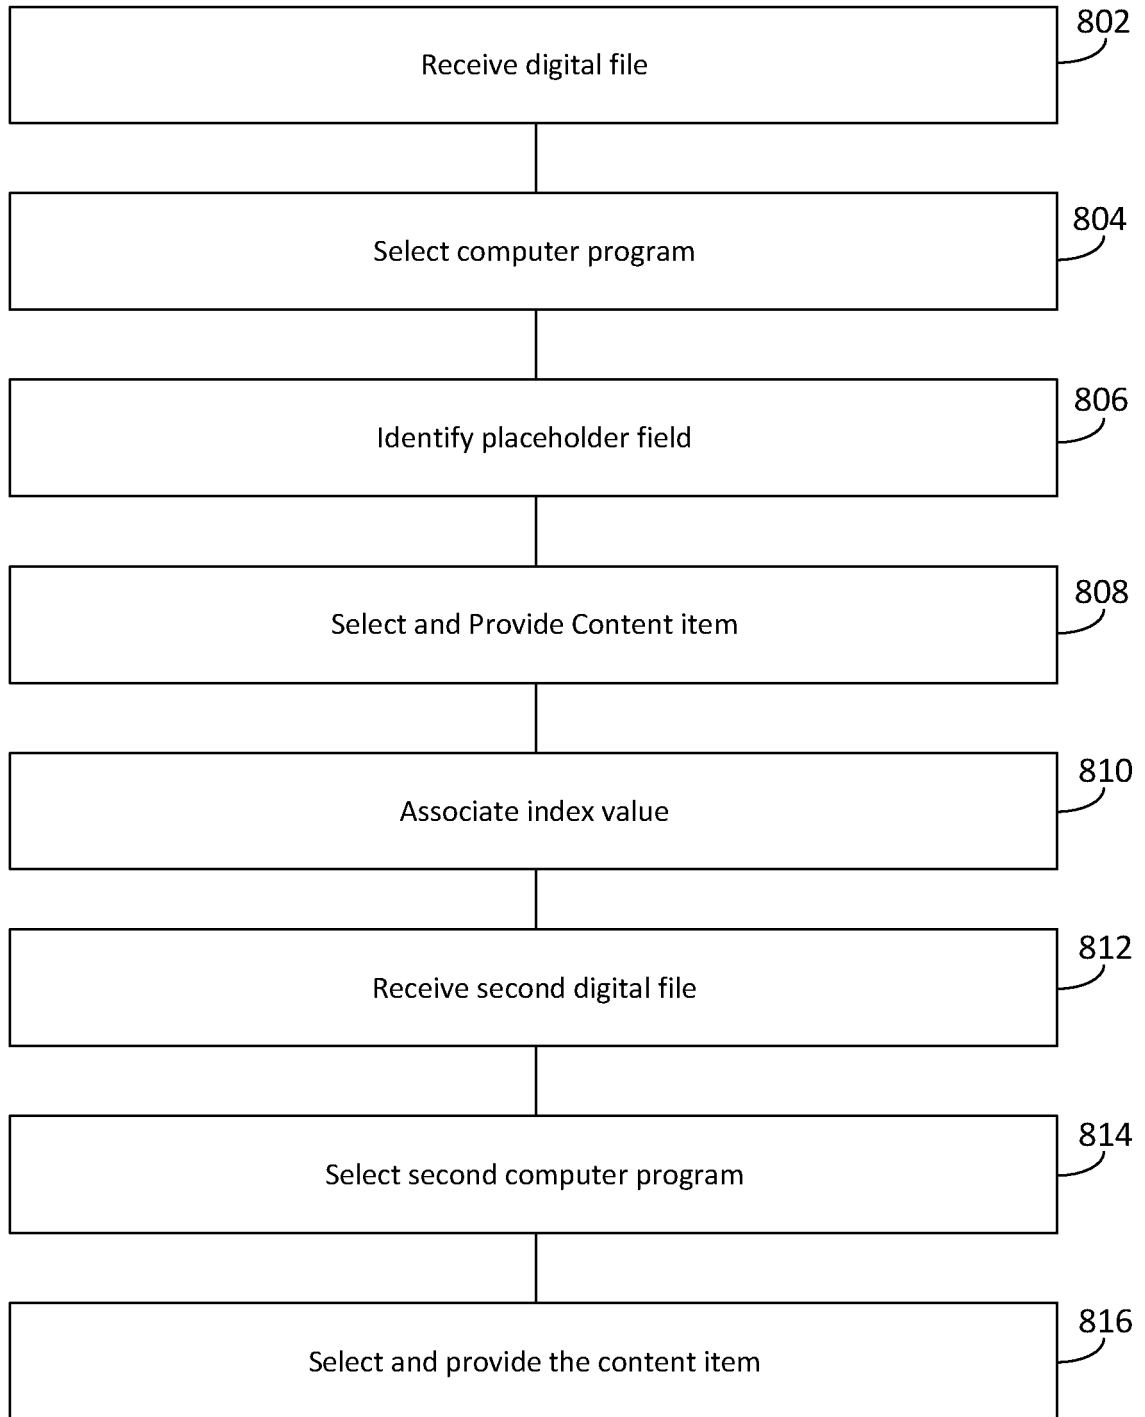 802
Receive digital file
804
Select computer program
806
Identify placeholder field
808
Select and Provide Content item
810
Associate index value
812
Receive second digital file
814
Select second computer program
816
Select and provide the content item